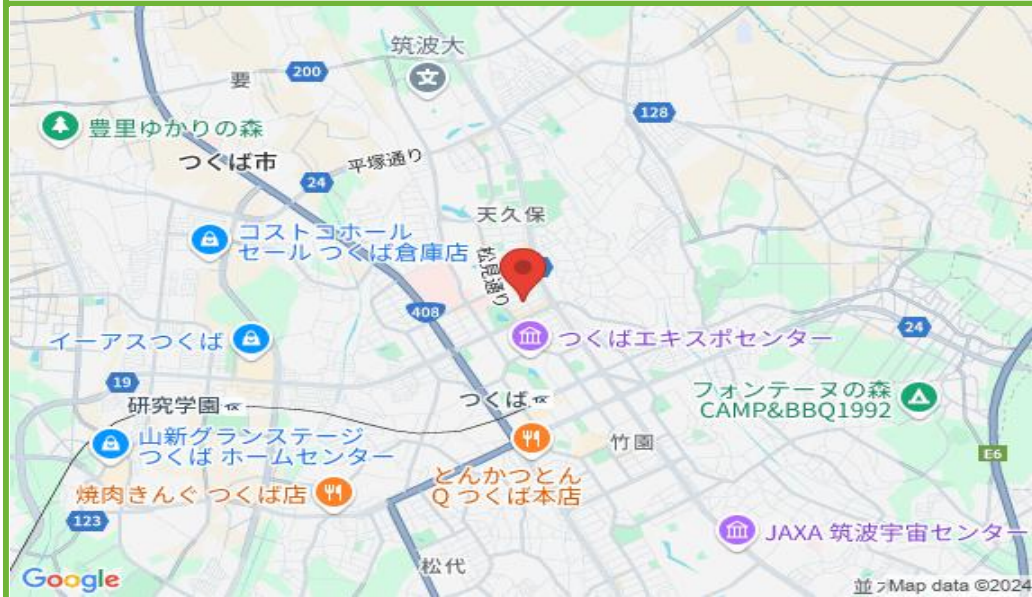 筑波大
要
200
128
豊里ゆかりの森
つくば市
平塚通り
24
天久保
コストコホール
セール つくば倉庫店
松見通り
408
イーアスつくば
つくばエキスポセンター
24
19
研究学園
つくば
フォンテーヌの森
CAMP&BBQ1992
山新グランステージ
つくば ホームセンター
竹園
E6
とんかつとん
Q つくば本店
焼肉きんぐ つくば店
123
JAXA 筑波宇宙センター
松代
Google
並
Map data ©2024